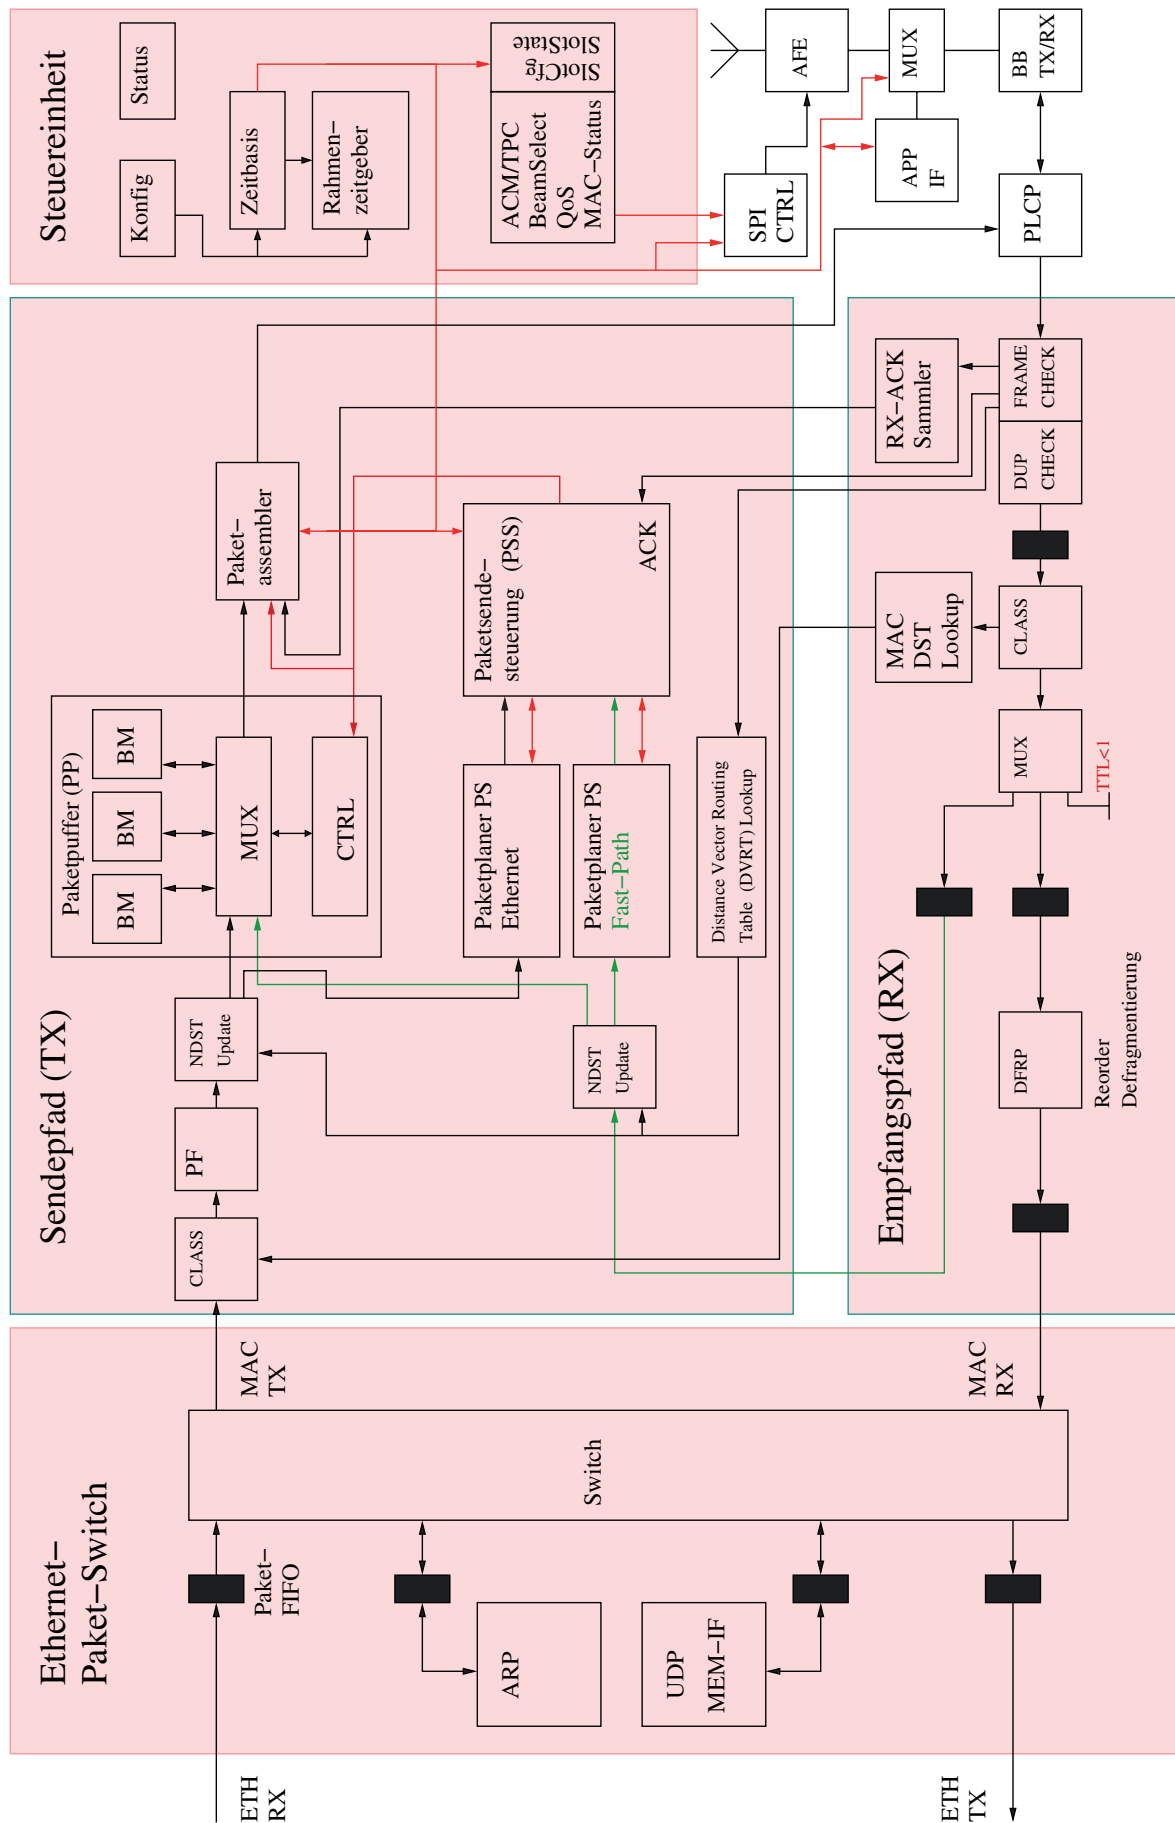 Ethernet-
Paket-Switch
ETH
RX
Paket-
FIFO
ARP
UDP
MEM-IF
ETH
TX
Switch
MAC
TX
MAC
RX
Sendepfad (TX)
CLASS
PF
NDST
Update
Paketpuffer (PP)
BM
BM
BM
MUX
CTRL
Paket-
assembler
NDST
Update
Paketplaner PS
Ethernet
Paketplaner PS
Fast-Path
Paketsende-
steuerung (PSS)
ACK
Distance Vector Routing
Table (DVRT) Lookup
Empfangspfad (RX)
RX-ACK
Sammler
FRAME
CHECK
DUP
CHECK
MAC
DST
Lookup
CLASS
MUX
TTL<1
DFRP
Reorder
Defragmentierung
Steuereinheit
Konfig
Status
Zeitbasis
Rahmen-
zeitgeber
ACM/TPC
BeamSelect
QoS
MAC-Status
SlotCfg
SlotState
SPI
CTRL
AFE
APP
IF
MUX
PLCP
BB
TX/RX